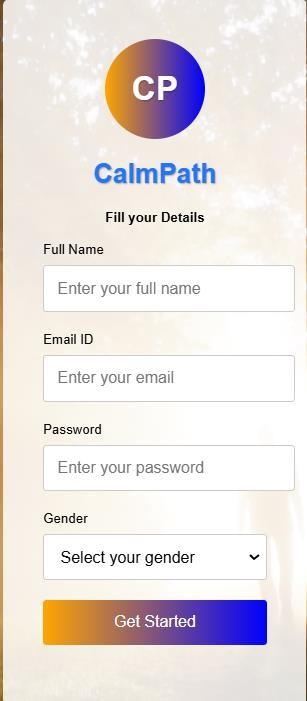 CP
CalmPath
Fill your Details
Full Name
Enter your full name
Email ID
Enter your email
Password
Enter your password
Gender
Select your gender
Get Started